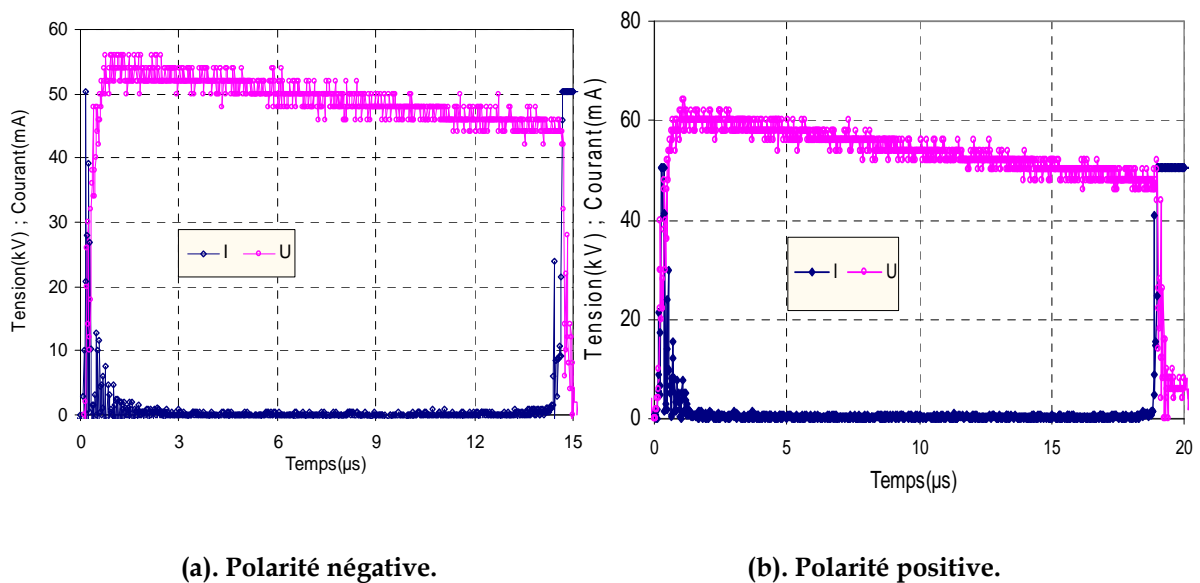 60
50
40
30
20
10
0
Tension(kV) ; Courant(mA)
I U
0 3 6 9 12 15
Temps(µs)
80
60
40
20
0
Tension(kV) ; Courant(mA)
I U
0 5 10 15 20
Temps(µs)
(a). Polarité négative.
(b). Polarité positive.